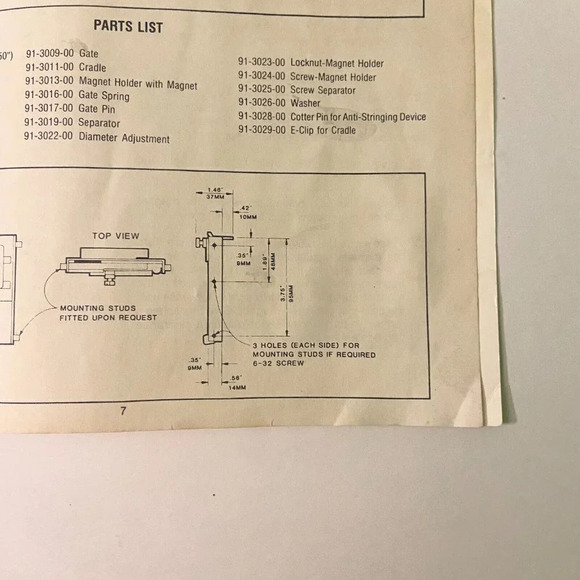 PARTS LIST
91-3009-00 Gate
91-3011-00 Cradle
91-3013-00 Magnet Holder with Magnet
91-3016-00 Gate Spring
91-3017-00 Gate Pin
91-3019-00 Separator
91-3022-00 Diameter Adjustment
91-3023-00 Locknut-Magnet Holder
91-3024-00 Screw-Magnet Holder
91-3025-00 Screw Separator
91-3026-00 Washer
91-3028-00 Cotter Pin for Anti-Stringing Device
91-3029-00 E-Clip for Cradle
TOP VIEW
MOUNTING STUDS
FITTED UPON REQUEST
1.46"
37MM
.42"
10MM
.35"
9MM
1.89"
48MM
3.75"
95MM
3 HOLES (EACH SIDE) FOR
MOUNTING STUDS IF REQUIRED
6-32 SCREW
.35"
9MM
.56"
14MM
7